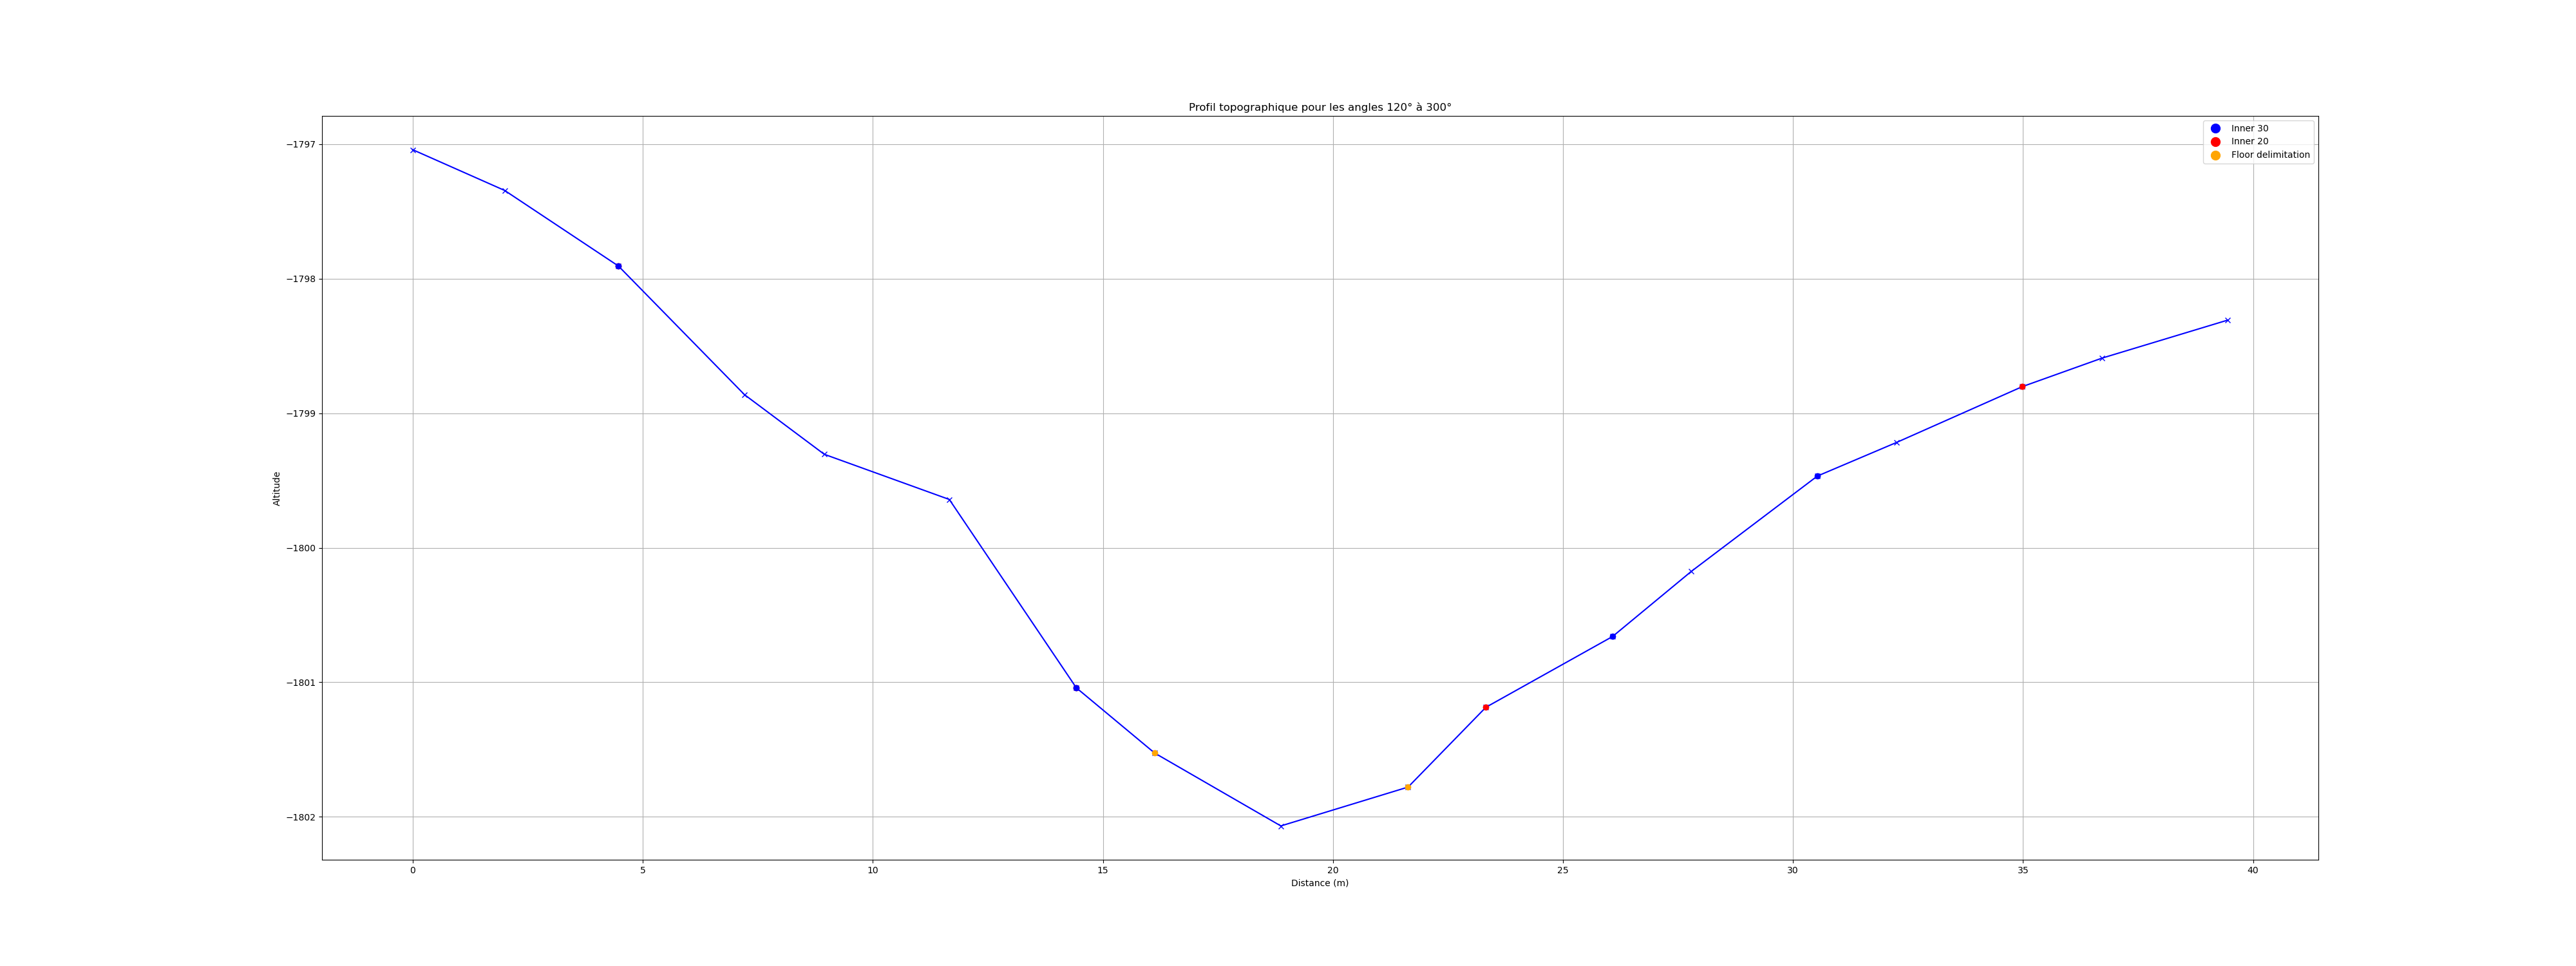 Profil topographique pour les angles 120° à 300°
Inner 30
Inner 20
Floor delimitation
Altitude
−1797
−1798
−1799
−1800
−1801
−1802
0 5 10 15 20 25 30 35 40
Distance (m)